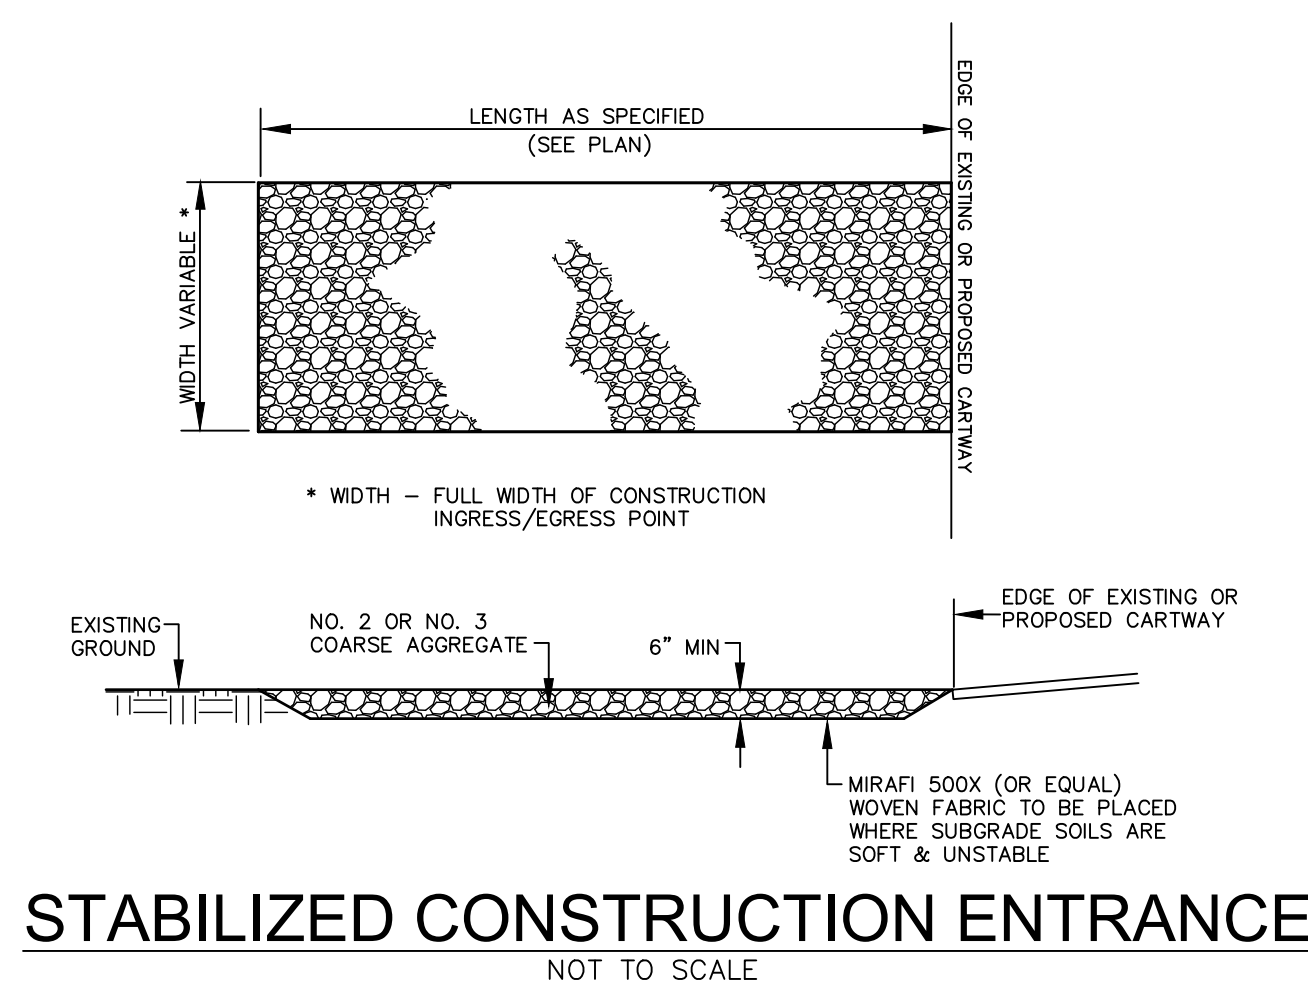 LENGTH AS SPECIFIED
(SEE PLAN)
EDGE OF EXISTING OR PROPOSED CARTWAY
WIDTH VARIABLE *
* WIDTH – FULL WIDTH OF CONSTRUCTION
INGRESS/EGRESS POINT
EXISTING
GROUND
NO. 2 OR NO. 3
COARSE AGGREGATE
6" MIN
EDGE OF EXISTING OR
PROPOSED CARTWAY
MIRAFI 500X (OR EQUAL)
WOVEN FABRIC TO BE PLACED
WHERE SUBGRADE SOILS ARE
SOFT & UNSTABLE
STABILIZED CONSTRUCTION ENTRANCE
NOT TO SCALE